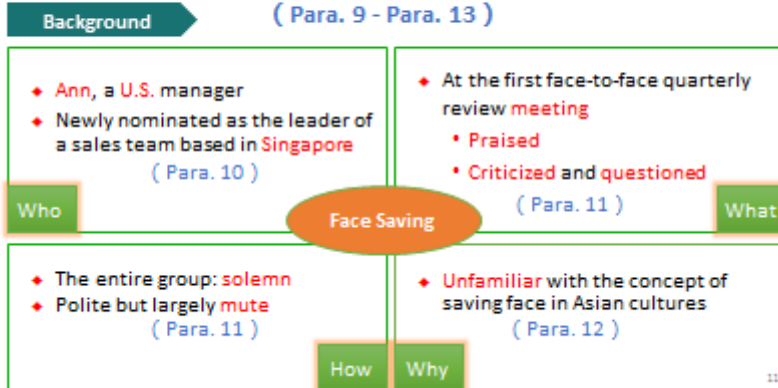 Background
( Para. 9 - Para. 13 )
Ann, a U.S. manager
Newly nominated as the leader of
a sales team based in Singapore
( Para. 10 )
Who
At the first face-to-face quarterly
review meeting
Praised
Criticized and questioned
( Para. 11 )
What
Face Saving
The entire group: solemn
Polite but largely mute
( Para. 11 )
How
Unfamiliar with the concept of
saving face in Asian cultures
( Para. 12 )
Why
11